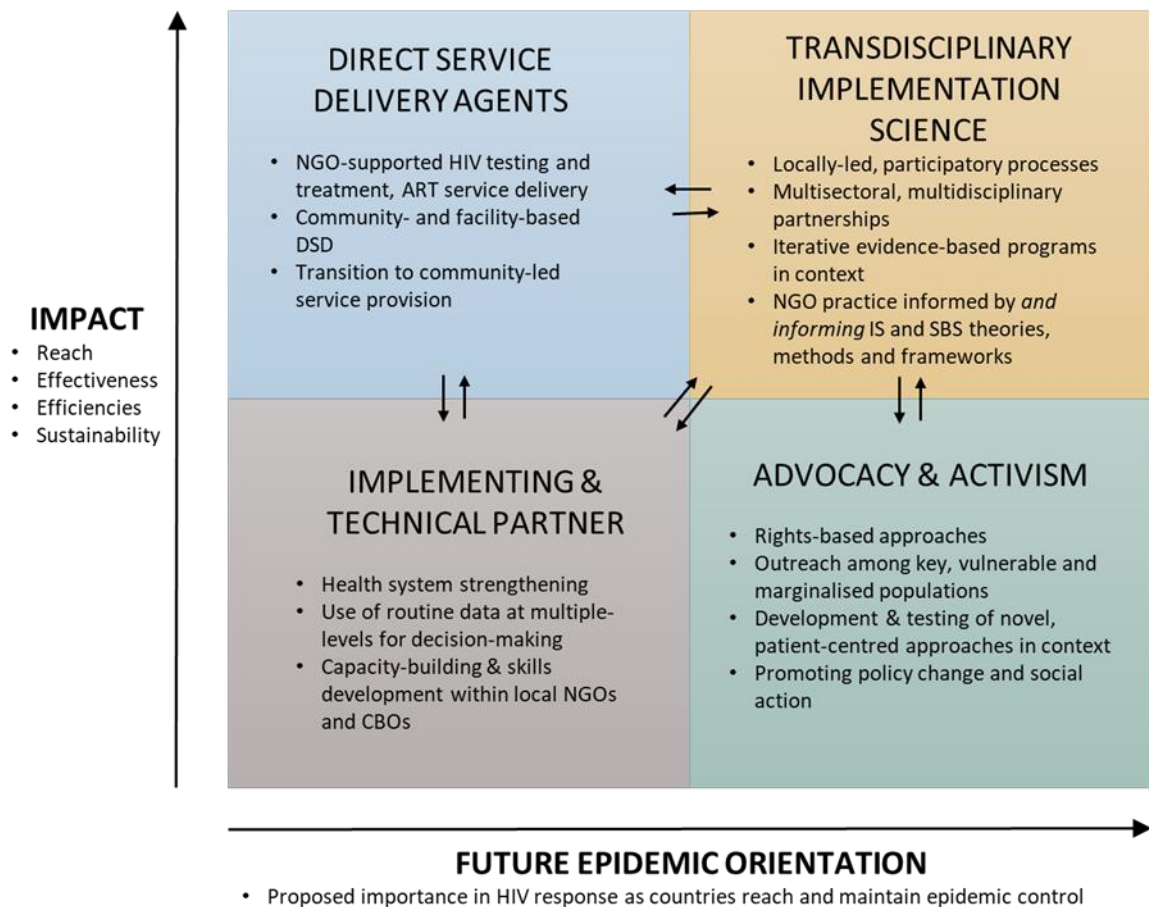 DIRECT SERVICE
DELIVERY AGENTS
• NGO-supported HIV testing and
treatment, ART service delivery
• Community- and facility-based
DSD
• Transition to community-led
service provision
TRANSDISCIPLINARY
IMPLEMENTATION
SCIENCE
• Locally-led, participatory processes
• Multisectoral, multidisciplinary
partnerships
• Iterative evidence-based programs
in context
• NGO practice informed by and
informing IS and SBS theories,
methods and frameworks
IMPACT
• Reach
• Effectiveness
• Efficiencies
• Sustainability
IMPLEMENTING &
TECHNICAL PARTNER
• Health system strengthening
• Use of routine data at multiple-
levels for decision-making
• Capacity-building & skills
development within local NGOs
and CBOs
ADVOCACY & ACTIVISM
• Rights-based approaches
• Outreach among key, vulnerable and
marginalised populations
• Development & testing of novel,
patient-centred approaches in context
• Promoting policy change and social
action
FUTURE EPIDEMIC ORIENTATION
• Proposed importance in HIV response as countries reach and maintain epidemic control